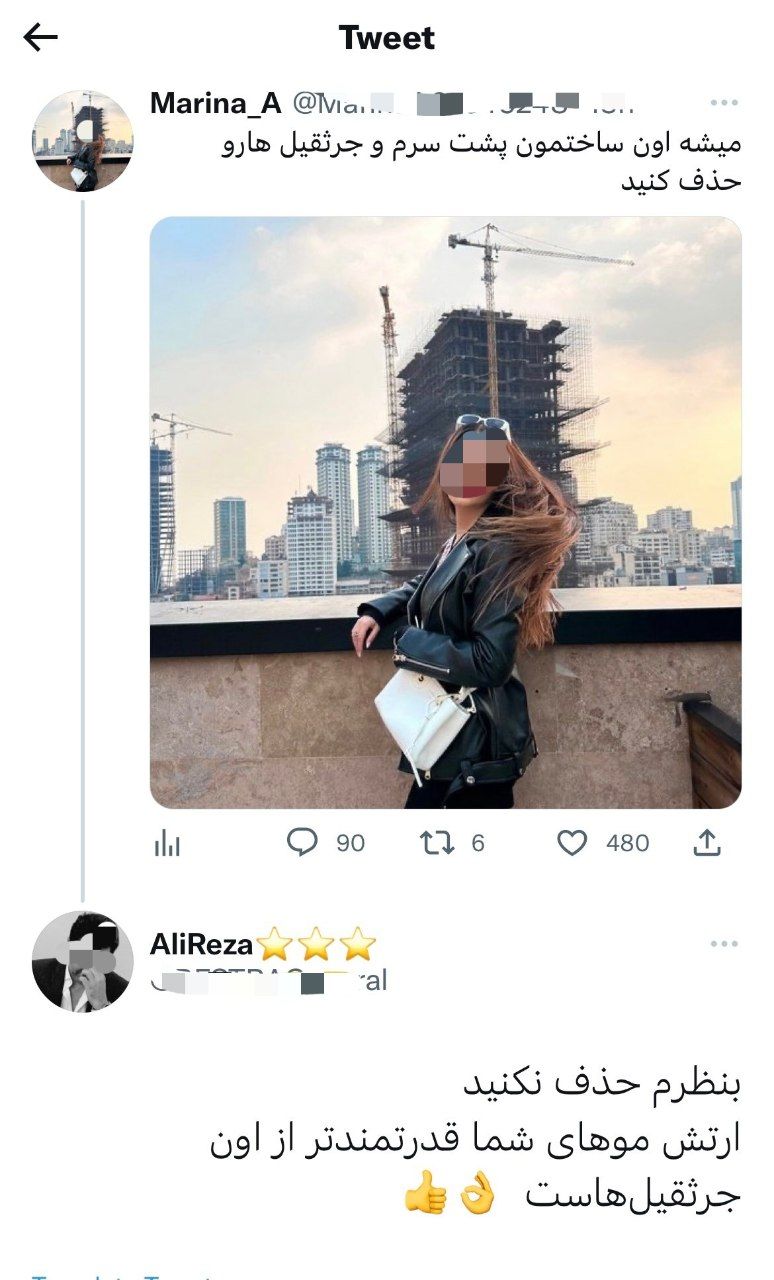 Tweet
Marina_A
میشه اون ساختمون پشت سرم و جرثقیل هارو
حذف کنید
90 6 480
AliReza⭐⭐⭐
بنظرم حذف نکنید
ارتش موهای شما قدرتمندتر از اون
جرثقیل‌هاست 👌👍